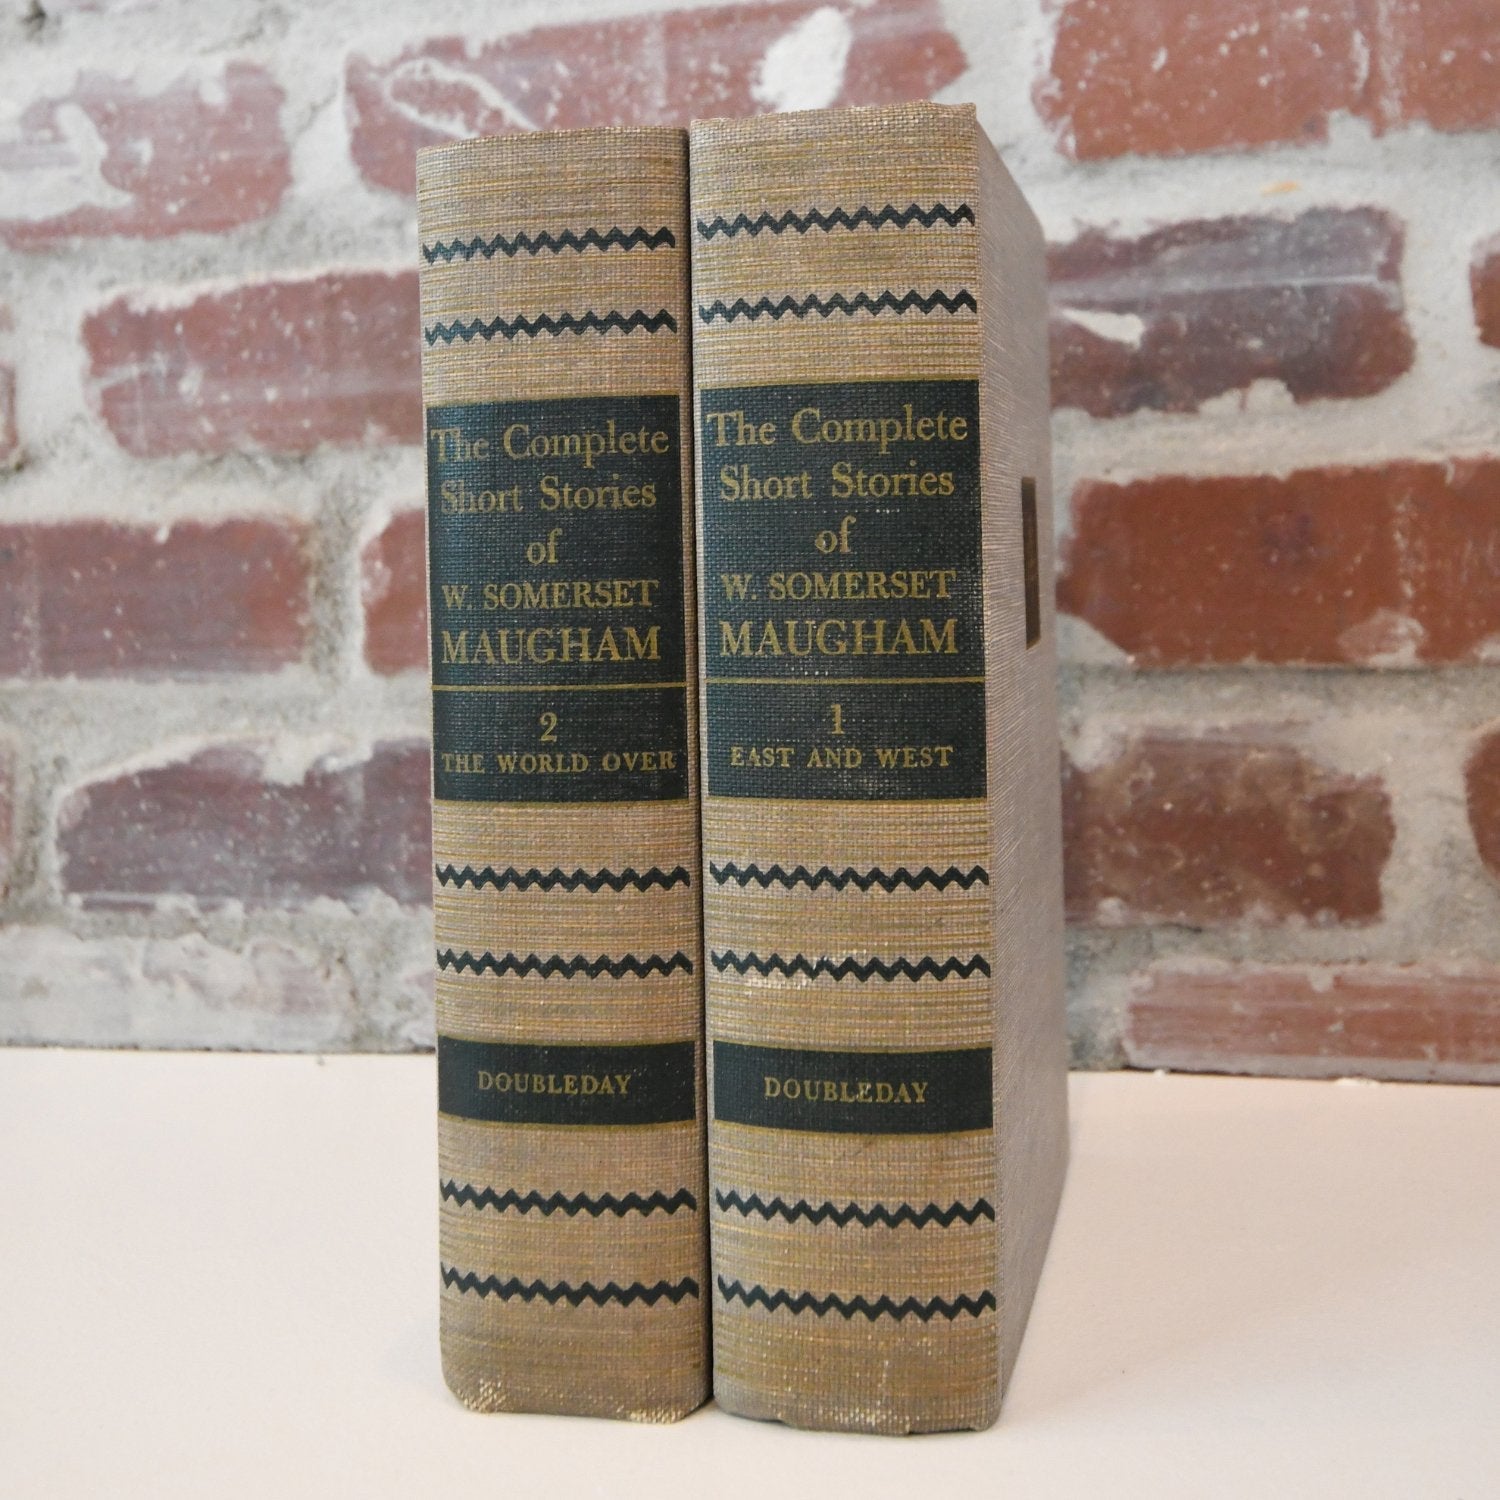 The Complete
Short Stories
of
W. SOMERSET
MAUGHAM
2
THE WORLD OVER
DOUBLEDAY
The Complete
Short Stories
of
W. SOMERSET
MAUGHAM
1
EAST AND WEST
DOUBLEDAY